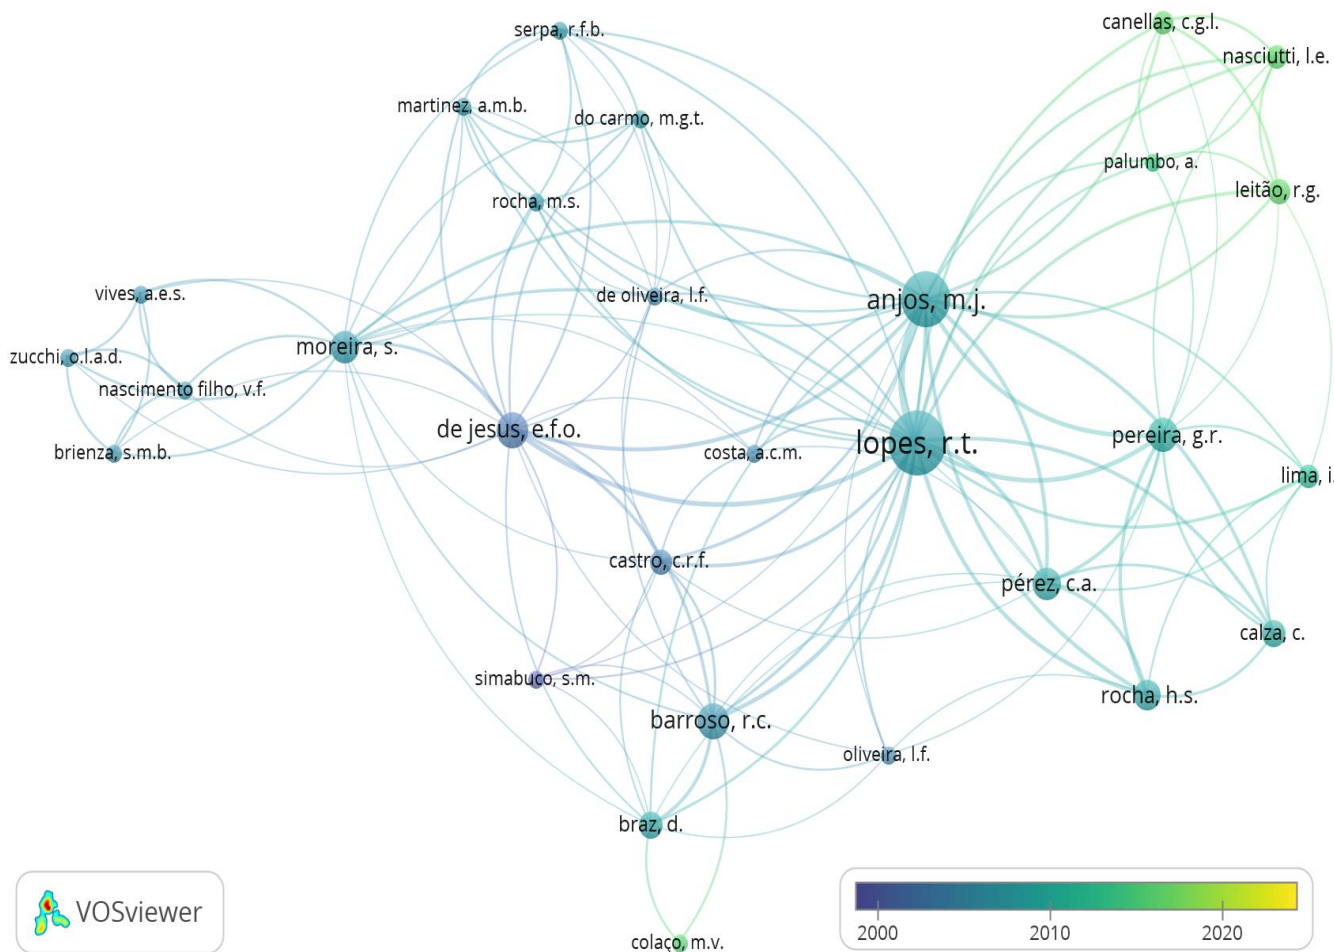 canellas, c.g.l.
serpa, r.f.b.
nasciutti, l.e.
martinez, a.m.b.
do carmo, m.g.t.
palumbo, a.
leitão, r.g.
rocha, m.s.
vives, a.e.s.
de oliveira, l.f.
anjos, m.j.
zucchi, o.l.a.d.
moreira, s.
nascimento filho, v.f.
de jesus, e.f.o.
lopes, r.t.
pereira, g.r.
brienza, s.m.b.
costa, a.c.m.
lima, i.
castro, c.r.f.
pérez, c.a.
calza, c.
simabuco, s.m.
rocha, h.s.
barroso, r.c.
oliveira, l.f.
braz, d.
colaço, m.v.
VOSviewer
2000 2010 2020